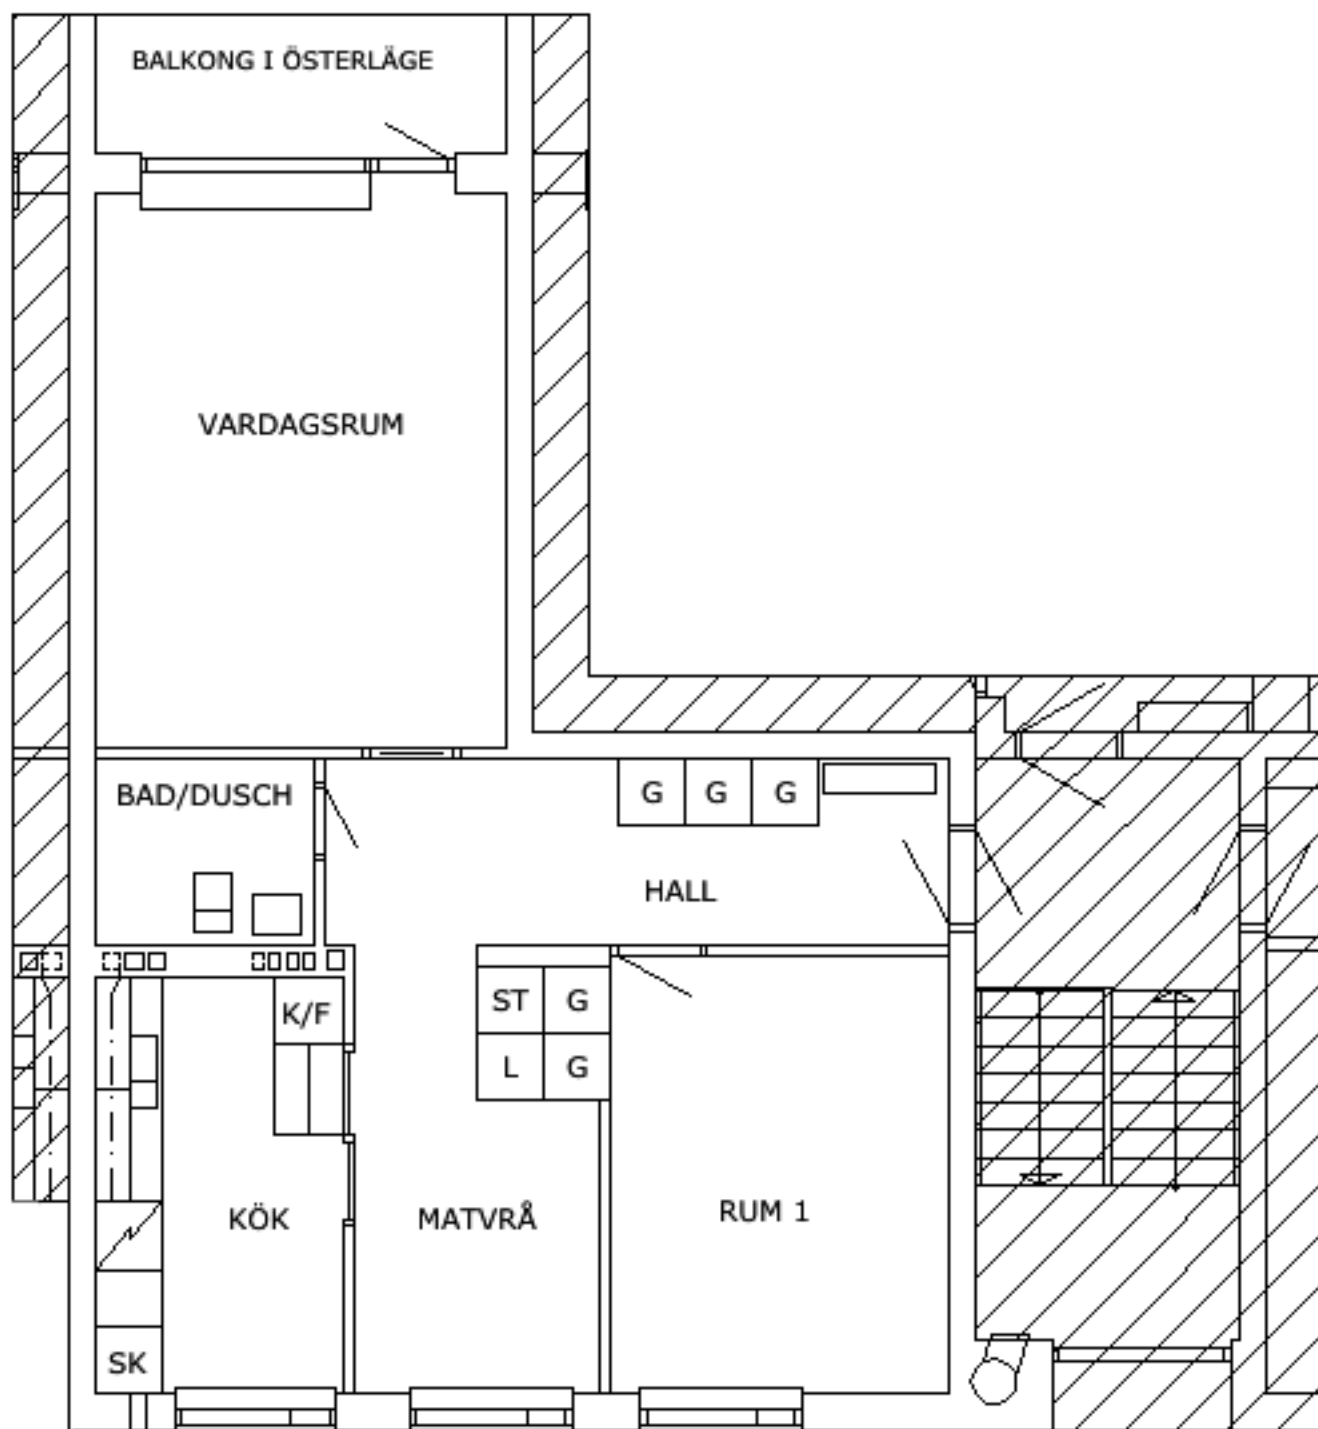 BALKONG I ÖSTERLÄGE
VARDAGSRUM
BAD/DUSCH
G G G
HALL
K/F
ST G
L G
KÖK
MATVRÅ
RUM 1
SK